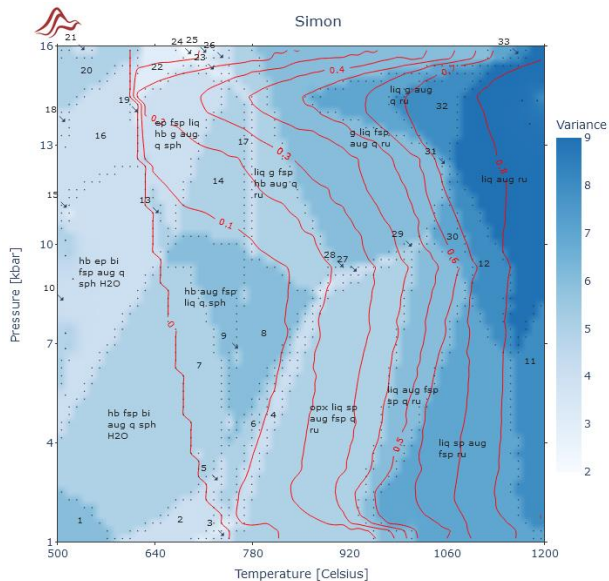 Simon
21
24
25
26
33
16
20
22
23
0.4
0.7
Variance
18
19
liq g aug
q ru
32
9
ep fsp liq
hb g aug
q sph
16
17
g liq fsp
aug q ru
31
8
13
0.3
liq g fsp
hb aug q
ru
14
liq aug ru
15
13
7
0.1
10
29
30
6
28
27
0.6
12
hb ep bi
fsp aug q
sph H2O
10
hb aug fsp
liq q sph
5
0
9
8
7
7
11
4
hb fsp bi
aug q sph
H2O
opx liq sp
aug fsp q
ru
liq aug fsp
sp q ru
4
6
4
0.5
liq sp aug
fsp ru
3
5
2
1
2
3
1
500
640
780
920
1060
1200
Pressure [kbar]
Temperature [Celsius]